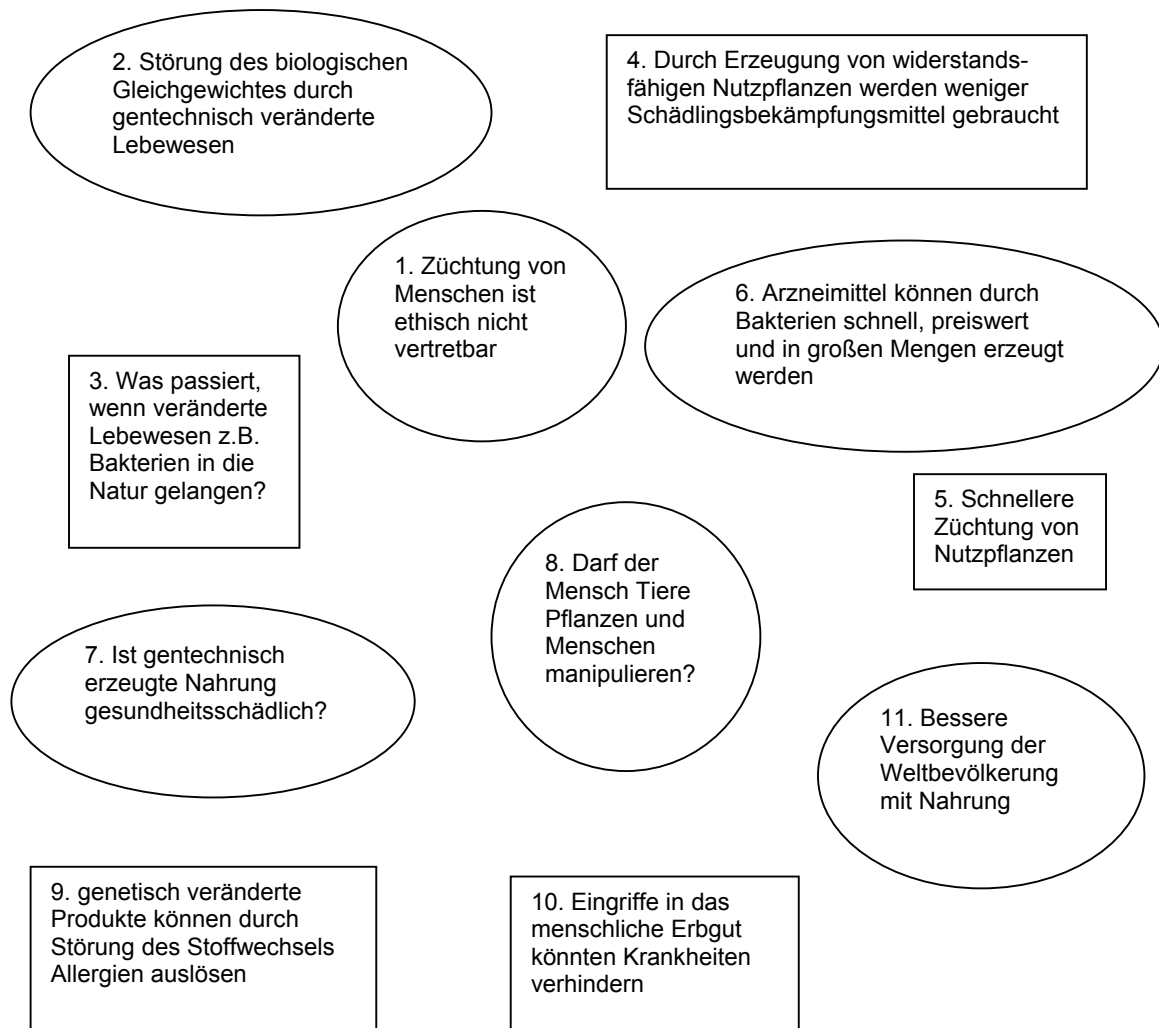 2. Störung des biologischen
Gleichgewichtes durch
gentechnisch veränderte
Lebewesen
4. Durch Erzeugung von widerstands-
fähigen Nutzpflanzen werden weniger
Schädlingsbekämpfungsmittel gebraucht
1. Züchtung von
Menschen ist
ethisch nicht
vertretbar
6. Arzneimittel können durch
Bakterien schnell, preiswert
und in großen Mengen erzeugt
werden
3. Was passiert,
wenn veränderte
Lebewesen z.B.
Bakterien in die
Natur gelangen?
5. Schnellere
Züchtung von
Nutzpflanzen
8. Darf der
Mensch Tiere
Pflanzen und
Menschen
manipulieren?
7. Ist gentechnisch
erzeugte Nahrung
gesundheitsschädlich?
11. Bessere
Versorgung der
Weltbevölkerung
mit Nahrung
9. genetisch veränderte
Produkte können durch
Störung des Stoffwechsels
Allergien auslösen
10. Eingriffe in das
menschliche Erbgut
könnten Krankheiten
verhindern